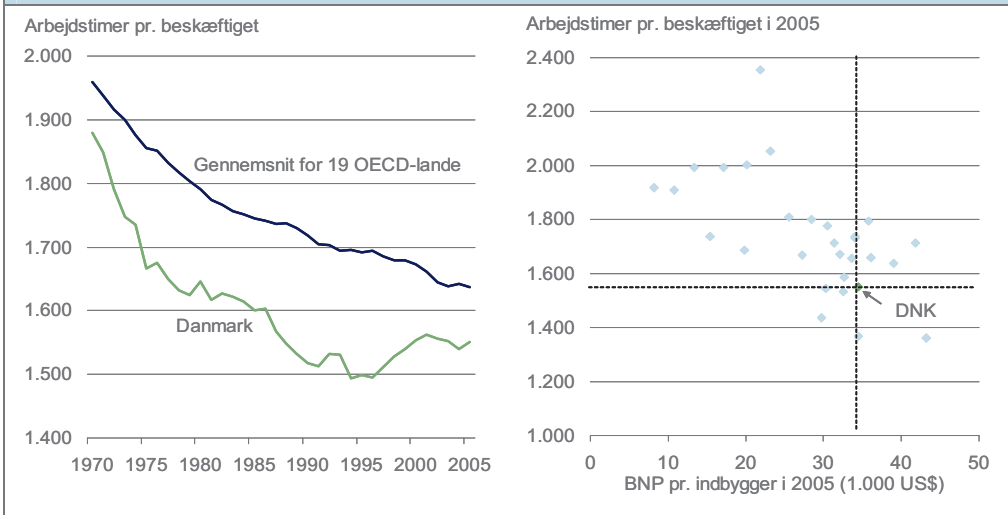 Arbejdstimer pr. beskæftiget
2.000
1.900
1.800
1.700
1.600
1.500
1.400
Gennemsnit for 19 OECD-lande
Danmark
1970 1975 1980 1985 1990 1995 2000 2005
Arbejdstimer pr. beskæftiget i 2005
2.400
2.200
2.000
1.800
1.600
1.400
1.200
1.000
DNK
0 10 20 30 40 50
BNP pr. indbygger i 2005 (1.000 US$)